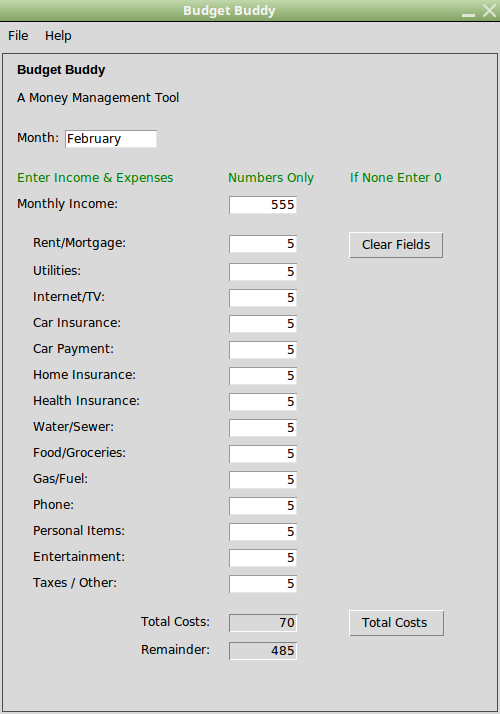 Budget Buddy
File Help
Budget Buddy
A Money Management Tool
Month: February
Enter Income & Expenses Numbers Only If None Enter 0
Monthly Income: 555
Rent/Mortgage: 5 Clear Fields
Utilities: 5
Internet/TV: 5
Car Insurance: 5
Car Payment: 5
Home Insurance: 5
Health Insurance: 5
Water/Sewer: 5
Food/Groceries: 5
Gas/Fuel: 5
Phone: 5
Personal Items: 5
Entertainment: 5
Taxes / Other: 5
Total Costs: 70 Total Costs
Remainder: 485